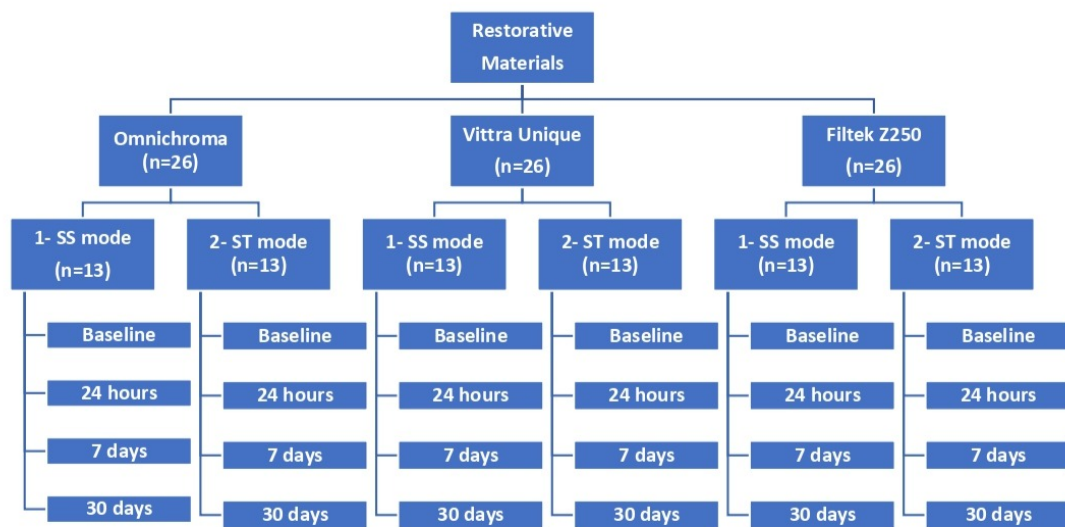 Restorative
Materials
Omnichroma
(n=26)
Vittra Unique
(n=26)
Filtek Z250
(n=26)
1- SS mode
(n=13)
2- ST mode
(n=13)
1- SS mode
(n=13)
2- ST mode
(n=13)
1- SS mode
(n=13)
2- ST mode
(n=13)
Baseline
Baseline
Baseline
Baseline
Baseline
Baseline
24 hours
24 hours
24 hours
24 hours
24 hours
24 hours
7 days
7 days
7 days
7 days
7 days
7 days
30 days
30 days
30 days
30 days
30 days
30 days